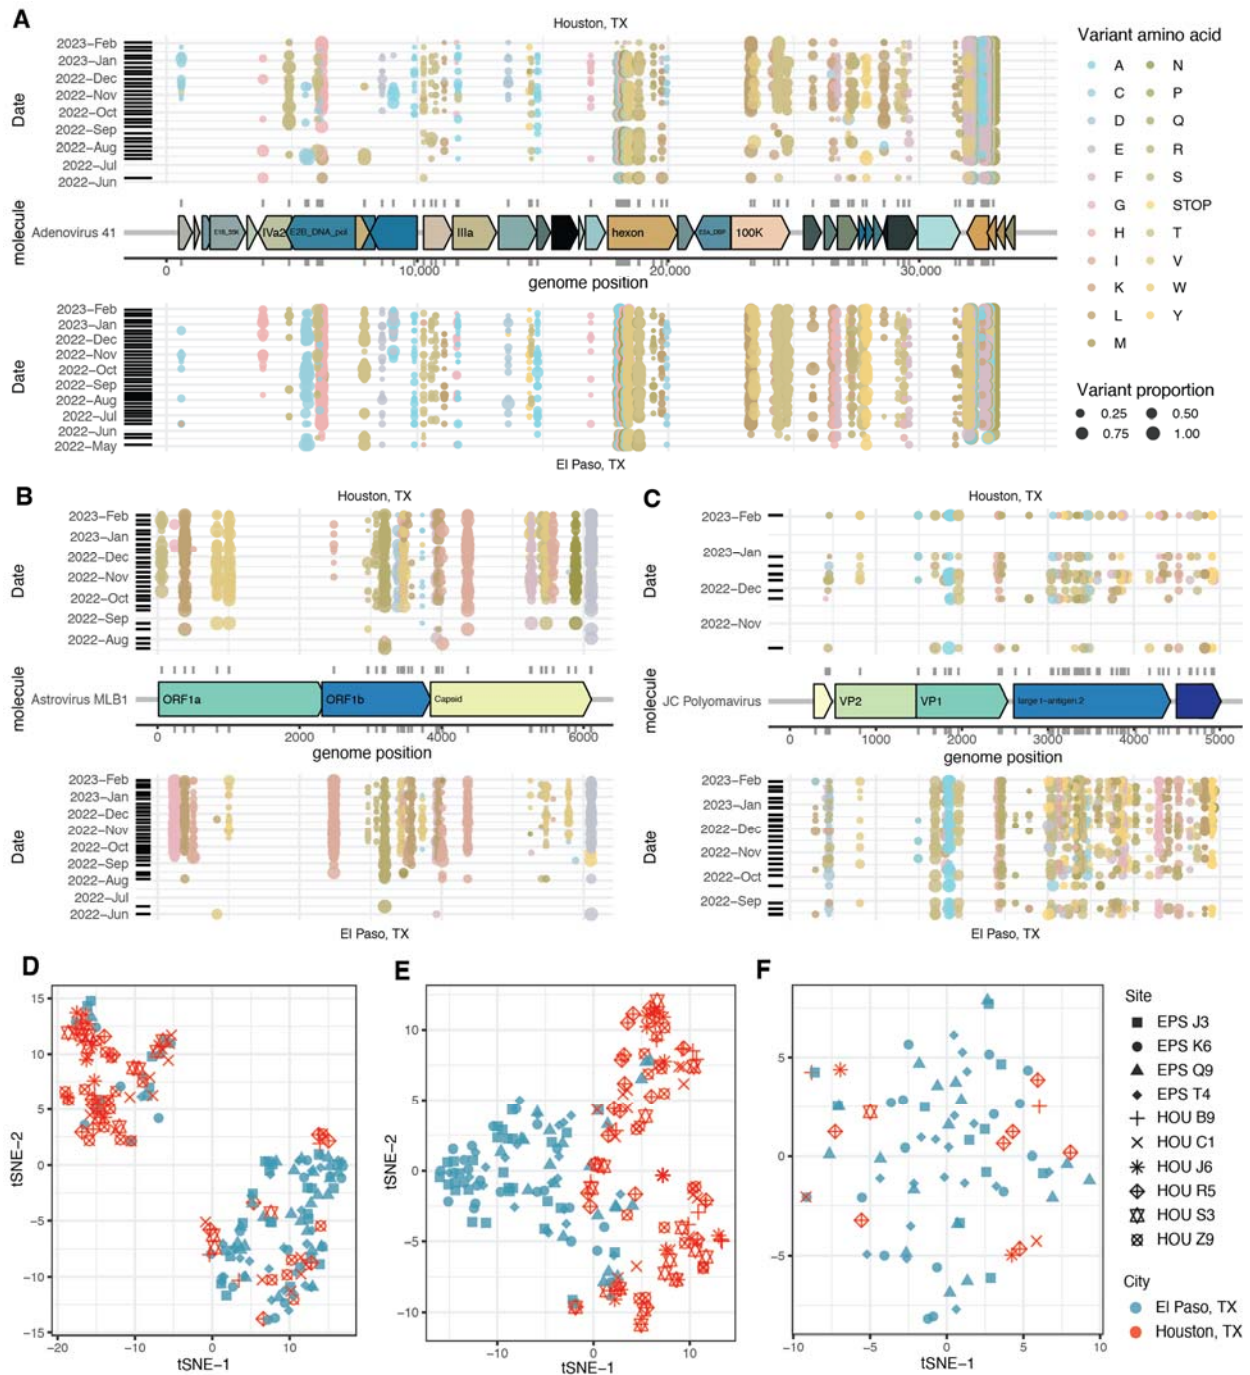 A
Houston, TX
Date
2023-Feb
2023-Jan
2022-Dec
2022-Nov
2022-Oct
2022-Sep
2022-Aug
2022-Jul
2022-Jun
molecule
Adenovirus 41
E1B_55K
IVa2
E2B_DNA_pol
IIIa
hexon
E2A_DBP
100K
0
10,000
20,000
30,000
genome position
Date
2023-Feb
2023-Jan
2022-Dec
2022-Nov
2022-Oct
2022-Sep
2022-Aug
2022-Jul
2022-Jun
2022-May
El Paso, TX
Variant amino acid
A N
C P
D Q
E R
F S
G STOP
H T
I V
K W
L Y
M
Variant proportion
0.25 0.50
0.75 1.00
B
Houston, TX
Date
2023-Feb
2023-Jan
2022-Dec
2022-Nov
2022-Oct
2022-Sep
2022-Aug
molecule
Astrovirus MLB1
ORF1a
ORF1b
Capsid
0
2000
4000
6000
genome position
Date
2023-Feb
2023-Jan
2022-Dec
2022-Nov
2022-Oct
2022-Sep
2022-Aug
2022-Jul
2022-Jun
El Paso, TX
C
Houston, TX
Date
2023-Feb
2023-Jan
2022-Dec
2022-Nov
molecule
JC Polyomavirus
VP2
VP1
large t-antigen.2
0
1000
2000
3000
4000
5000
genome position
Date
2023-Feb
2023-Jan
2022-Dec
2022-Nov
2022-Oct
2022-Sep
El Paso, TX
D
tSNE-2
15
10
5
0
-5
-10
-15
-20
-10
0
10
tSNE-1
E
tSNE-2
10
5
0
-5
-10
-15
-10
-5
0
5
10
tSNE-1
F
5
0
-5
-10
-5
0
5
10
tSNE-1
Site
EPS J3
EPS K6
EPS Q9
EPS T4
HOU B9
HOU C1
HOU J6
HOU R5
HOU S3
HOU Z9
City
El Paso, TX
Houston, TX